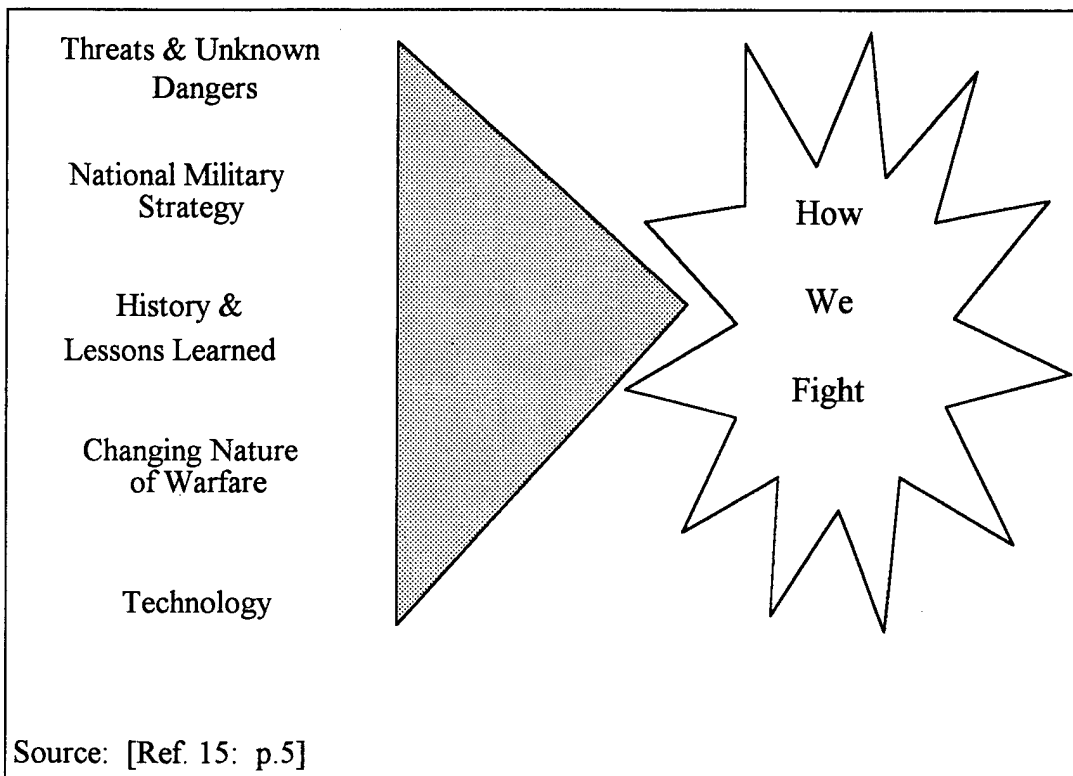 Threats & Unknown
Dangers
National Military
Strategy
History &
Lessons Learned
Changing Nature
of Warfare
Technology
How
We
Fight
Source: [Ref. 15: p.5]